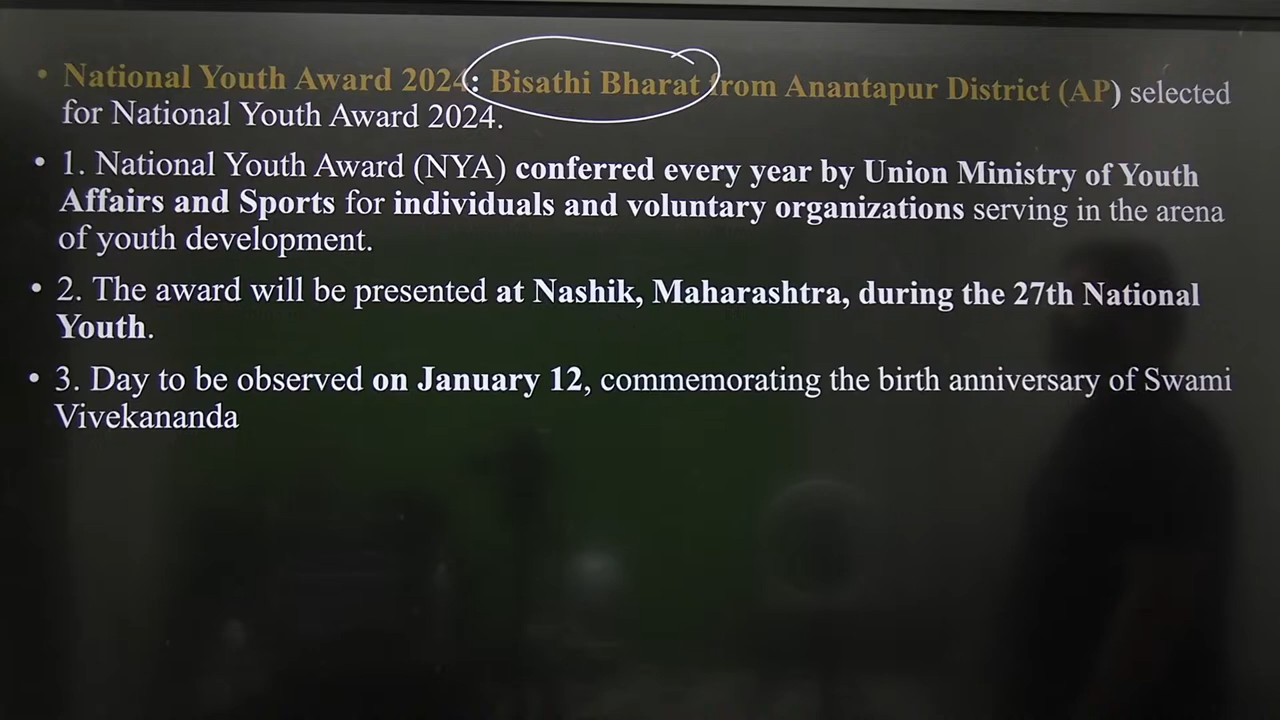 • National Youth Award 2024: Bisathi Bharat from Anantapur District (AP) selected
for National Youth Award 2024.
• 1. National Youth Award (NYA) conferred every year by Union Ministry of Youth
Affairs and Sports for individuals and voluntary organizations serving in the arena
of youth development.
• 2. The award will be presented at Nashik, Maharashtra, during the 27th National
Youth.
• 3. Day to be observed on January 12, commemorating the birth anniversary of Swami
Vivekananda